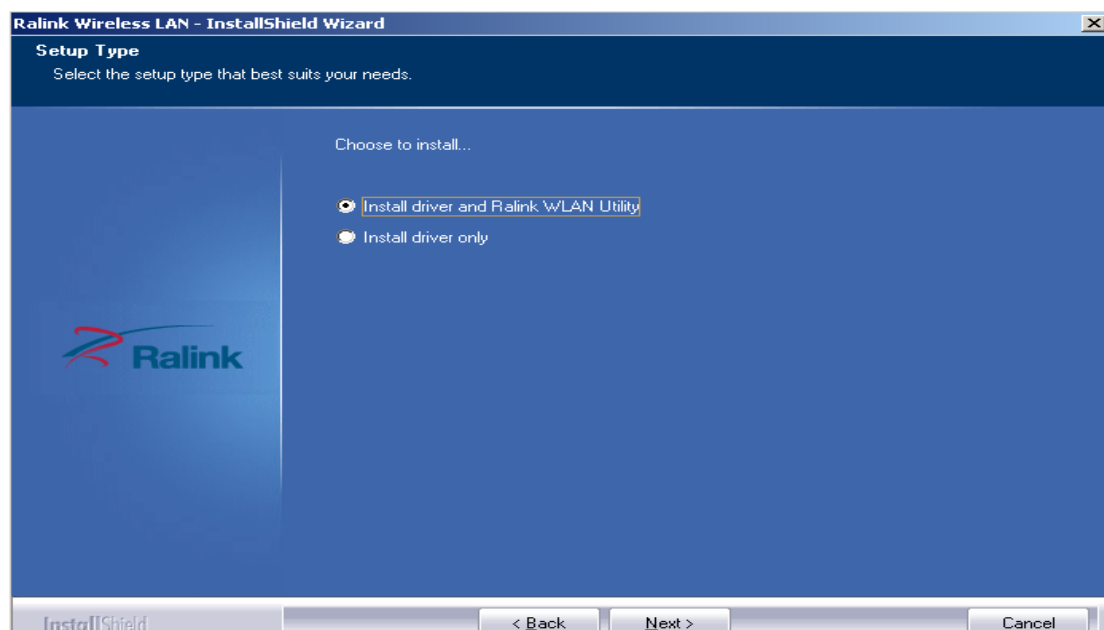 Ralink Wireless LAN - InstallShield Wizard
Setup Type
Select the setup type that best suits your needs.
Choose to install...
Install driver and Ralink WLAN Utility
Install driver only
Ralink
InstallShield
< Back
Next >
Cancel